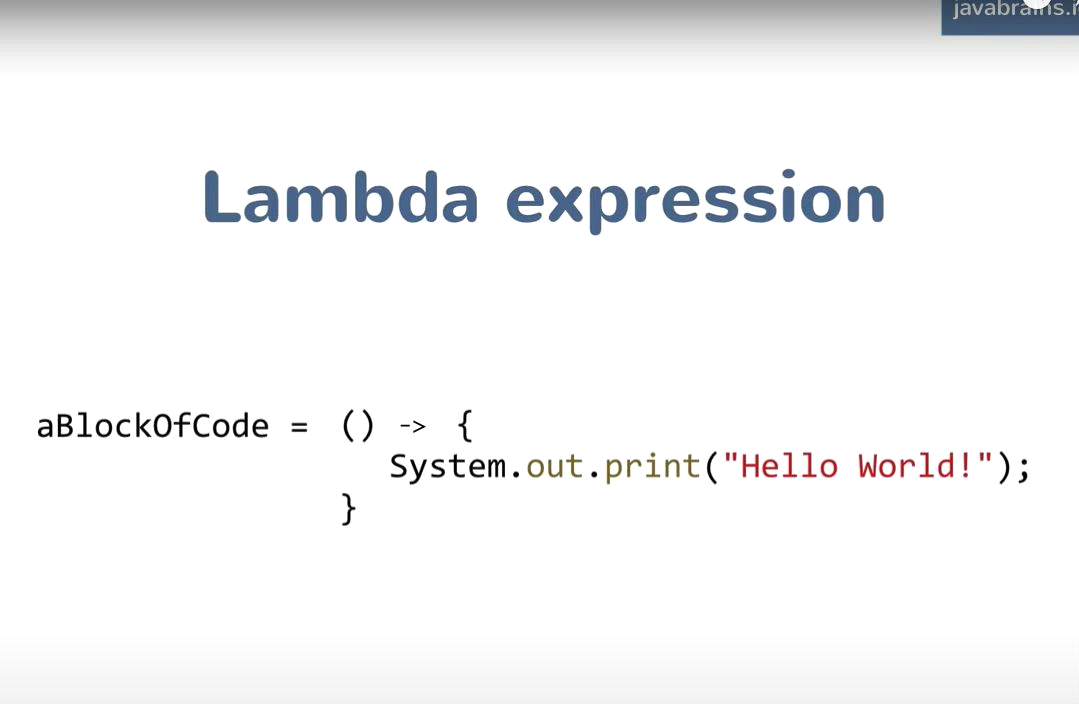 Lambda expression
aBlockOfCode = () -> {
System.out.print("Hello World!");
}